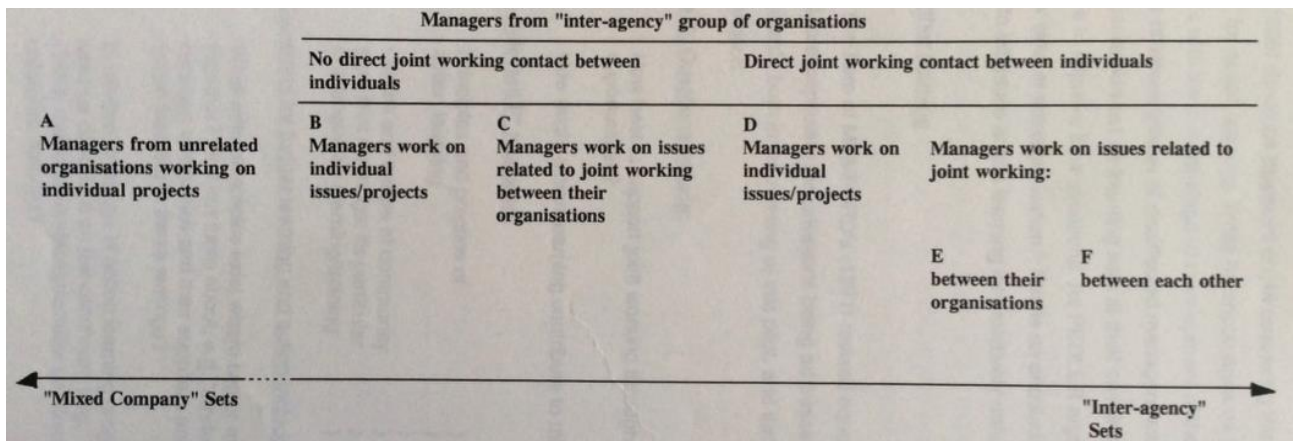 Managers from "inter-agency" group of organisations
No direct joint working contact between
individuals
Direct joint working contact between individuals
A
Managers from unrelated
organisations working on
individual projects
B
Managers work on
individual
issues/projects
C
Managers work on issues
related to joint working
between their
organisations
D
Managers work on
individual
issues/projects
Managers work on issues related to
joint working:
E
between their
organisations
F
between each other
"Mixed Company" Sets
"Inter-agency"
Sets